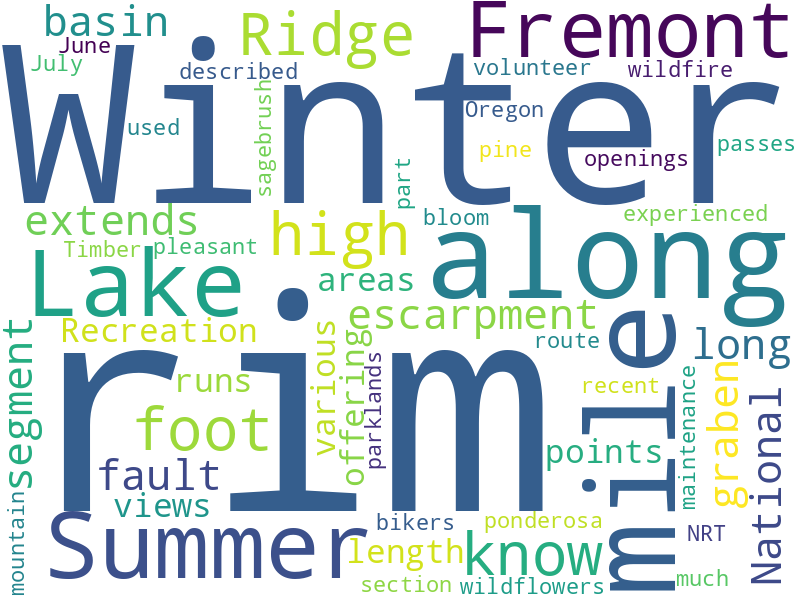 basin
Ridge
Fremont
June
July
described
volunteer
wildfire
Winter
used
sagebrush
Oregon
pine
openings
passes
part
extends
high
bloom
along
experienced
Timber
pleasant
Lake
areas
escarpment
Recreation
route
long
rim
mile
segment
runs
various
offering
parklands
recent
foot
graben
National
maintenance
fault
points
views
mountain
Summer
bikers
ponderosa
NRT
length
know
section
wildflowers
much